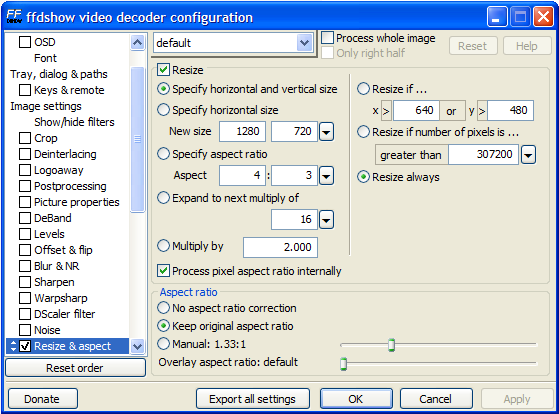 FF
DSHOW
ffdshow video decoder configuration
OSD
Font
Tray, dialog & paths
Keys & remote
Image settings
Show/hide filters
Crop
Deinterlacing
Logoaway
Postprocessing
Picture properties
DeBand
Levels
Offset & flip
Blur & NR
Sharpen
Warpsharp
DScaler filter
Noise
Resize & aspect
Reset order
default
Process whole image
Only right half
Reset
Help
Resize
Specify horizontal and vertical size
Specify horizontal size
New size 1280 720
Specify aspect ratio
Aspect 4 : 3
Expand to next multiply of
16
Multiply by 2.000
Process pixel aspect ratio internally
Resize if ...
x > 640 or y > 480
Resize if number of pixels is ...
greater than 307200
Resize always
Aspect ratio
No aspect ratio correction
Keep original aspect ratio
Manual: 1.33:1
Overlay aspect ratio: default
Donate
Export all settings
OK
Cancel
Apply